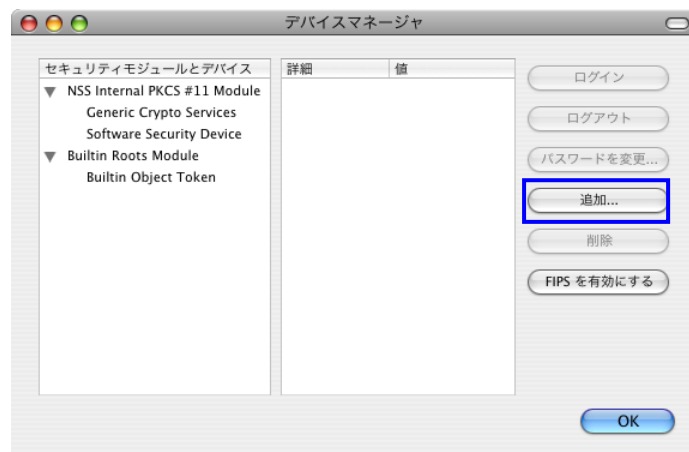 デバイスマネージャ
セキュリティモジュールとデバイス
詳細
値
NSS Internal PKCS #11 Module
Generic Crypto Services
Software Security Device
Builtin Roots Module
Builtin Object Token
ログイン
ログアウト
パスワードを変更...
追加...
削除
FIPS を有効にする
OK